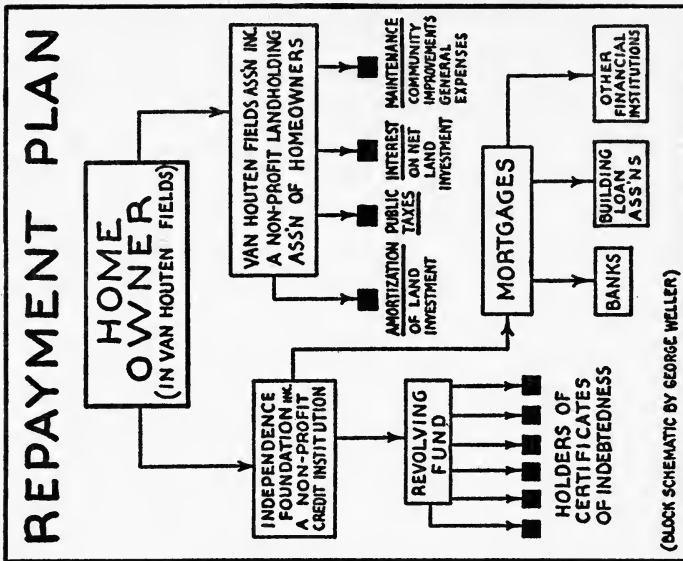 REPAYMENT PLAN
HOME
OWNER
(IN VAN HOUTEN FIELDS)
INDEPENDENCE
FOUNDATION INC.
A NON-PROFIT
CREDIT INSTITUTION
VAN HOUTEN FIELDS ASS'N INC.
A NON-PROFIT LANDHOLDING
ASS'N OF HOMEOWNERS
AMORTIZATION
OF LAND
INVESTMENT
PUBLIC
TAXES
INTEREST
ON NET
LAND
INVESTMENT
MAINTENANCE
COMMUNITY
IMPROVEMENTS
GENERAL
EXPENSES
REVOLVING
FUND
MORTGAGES
HOLDERS OF
CERTIFICATES
OF INDEBTEDNESS
BANKS
BUILDING
LOAN
ASS'NS
OTHER
FINANCIAL
INSTITUTIONS
(BLOCK SCHEMATIC BY GEORGE WELLER)